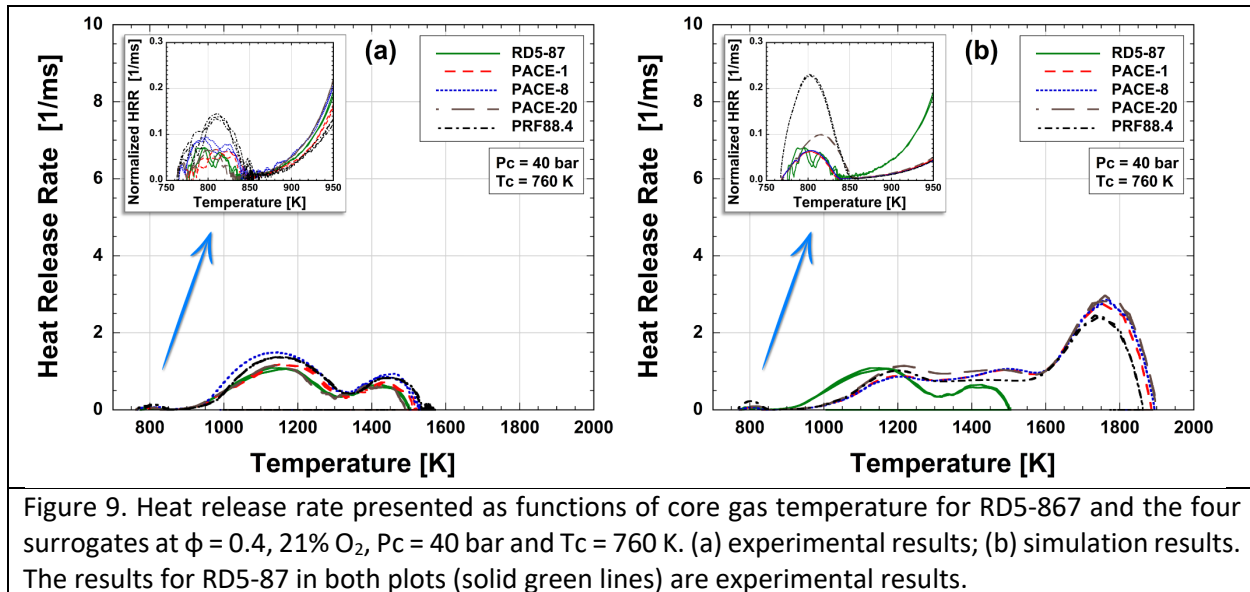 10
8
6
4
2
0
Heat Release Rate [1/ms]
800 1000 1200 1400 1600 1800 2000
Temperature [K]
(a)
0.3
0.2
0.1
0.0
Normalized HRR [1/ms]
750 800 850 900 950
Temperature [K]
RD5-87
PACE-1
PACE-8
PACE-20
PRF88.4
Pc = 40 bar
Tc = 760 K
10
8
6
4
2
0
Heat Release Rate [1/ms]
800 1000 1200 1400 1600 1800 2000
Temperature [K]
(b)
0.3
0.2
0.1
0.0
Normalized HRR [1/ms]
750 800 850 900 950
Temperature [K]
RD5-87
PACE-1
PACE-8
PACE-20
PRF88.4
Pc = 40 bar
Tc = 760 K
Figure 9. Heat release rate presented as functions of core gas temperature for RD5-867 and the four
surrogates at ϕ = 0.4, 21% O₂, Pc = 40 bar and Tc = 760 K. (a) experimental results; (b) simulation results.
The results for RD5-87 in both plots (solid green lines) are experimental results.